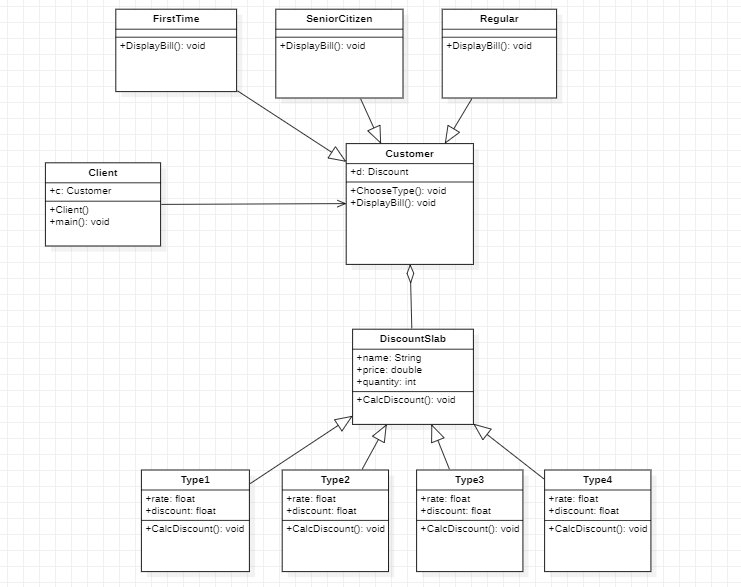 FirstTime
+DisplayBill(): void
SeniorCitizen
+DisplayBill(): void
Regular
+DisplayBill(): void
Client
+c: Customer
+Client()
+main(): void
Customer
+d: Discount
+ChooseType(): void
+DisplayBill(): void
DiscountSlab
+name: String
+price: double
+quantity: int
+CalcDiscount(): void
Type1
+rate: float
+discount: float
+CalcDiscount(): void
Type2
+rate: float
+discount: float
+CalcDiscount(): void
Type3
+rate: float
+discount: float
+CalcDiscount(): void
Type4
+rate: float
+discount: float
+CalcDiscount(): void